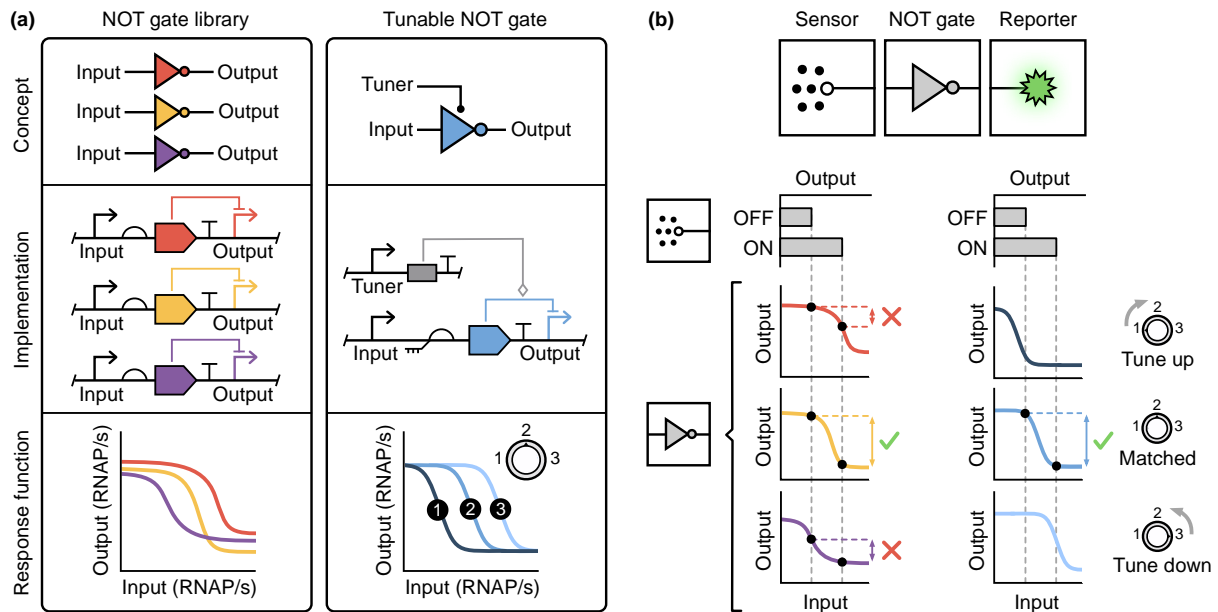 (a)
NOT gate library
Tunable NOT gate
Concept
Input Output
Input Output
Input Output
Tuner
Input Output
Implementation
Input Output
Input Output
Input Output
Tuner
Input Output
Response function
Output (RNAP/s)
Input (RNAP/s)
Output (RNAP/s)
1 2 3
2
1 3
Input (RNAP/s)
(b)
Sensor NOT gate Reporter
Output
OFF
ON
Output
OFF
ON
Output
Output
2
1 3
Tune up
Output
Output
2
1 3
Matched
Output
Output
2
1 3
Tune down
Input
Input